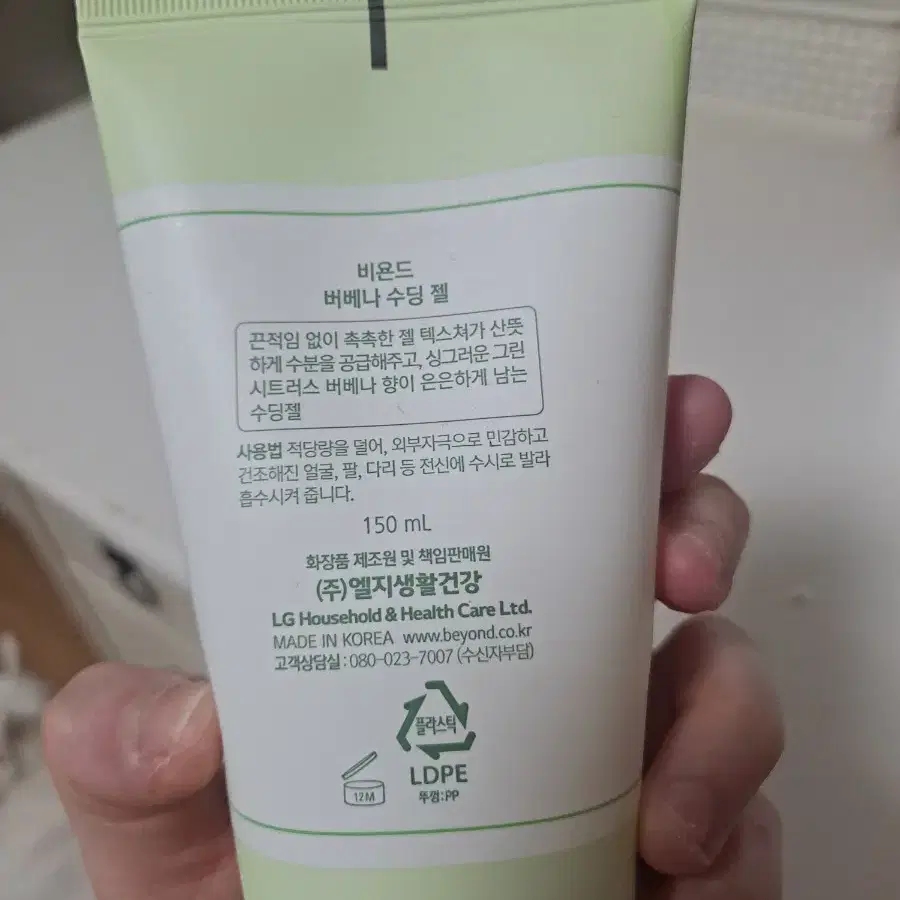 비욘드
버베나 수딩 젤
끈적임 없이 촉촉한 젤 텍스쳐가 산뜻
하게 수분을 공급해주고, 싱그러운 그린
시트러스 버베나 향이 은은하게 남는
수딩젤
사용법 적당량을 덜어, 외부자극으로 민감하고
건조해진 얼굴, 팔, 다리 등 전신에 수시로 발라
흡수시켜 줍니다.
150 mL
화장품 제조원 및 책임판매원
(주)엘지생활건강
LG Household & Health Care Ltd.
MADE IN KOREA www.beyond.co.kr
고객상담실 : 080-023-7007 (수신자부담)
플라스틱
LDPE
뚜껑:PP
12M